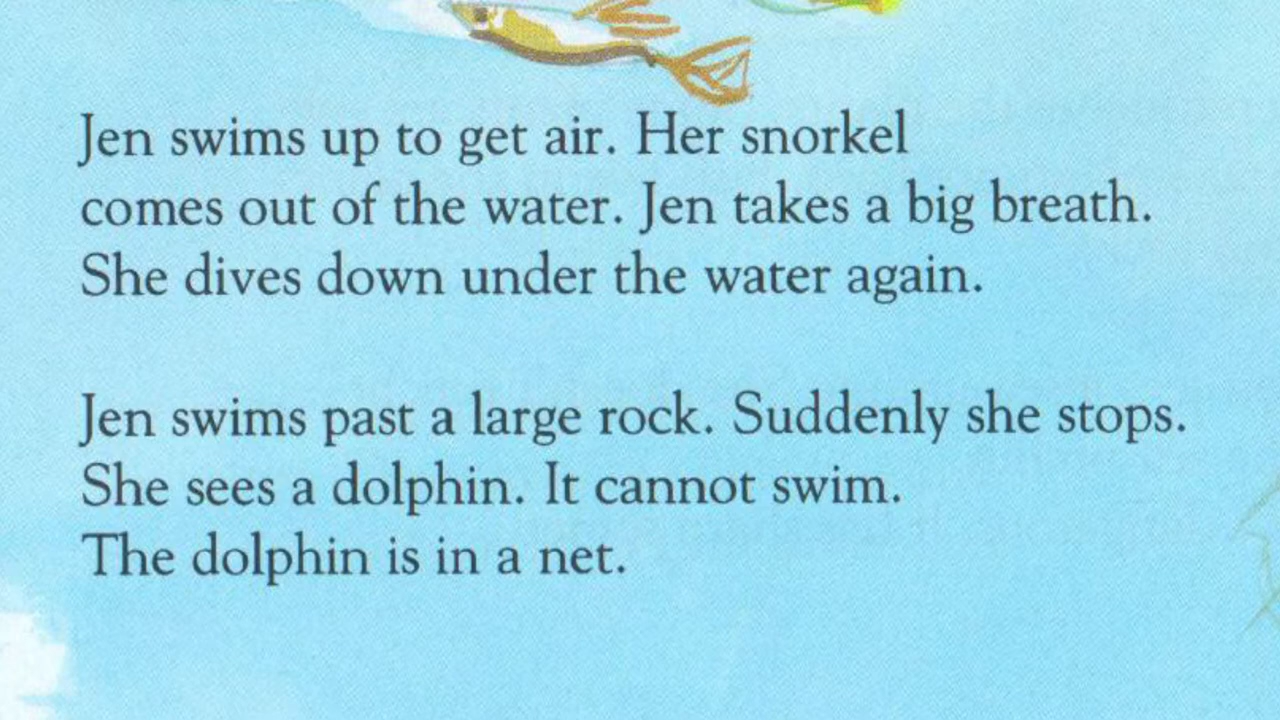 Jen swims up to get air. Her snorkel
comes out of the water. Jen takes a big breath.
She dives down under the water again.
Jen swims past a large rock. Suddenly she stops.
She sees a dolphin. It cannot swim.
The dolphin is in a net.